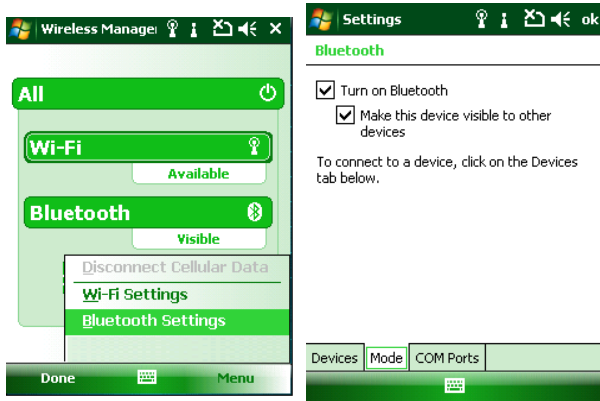 Wireless Manager
All
Wi-Fi
Available
Bluetooth
Visible
Disconnect Cellular Data
Wi-Fi Settings
Bluetooth Settings
Done
Menu
Settings
ok
Bluetooth
Turn on Bluetooth
Make this device visible to other
devices
To connect to a device, click on the Devices
tab below.
Devices Mode COM Ports